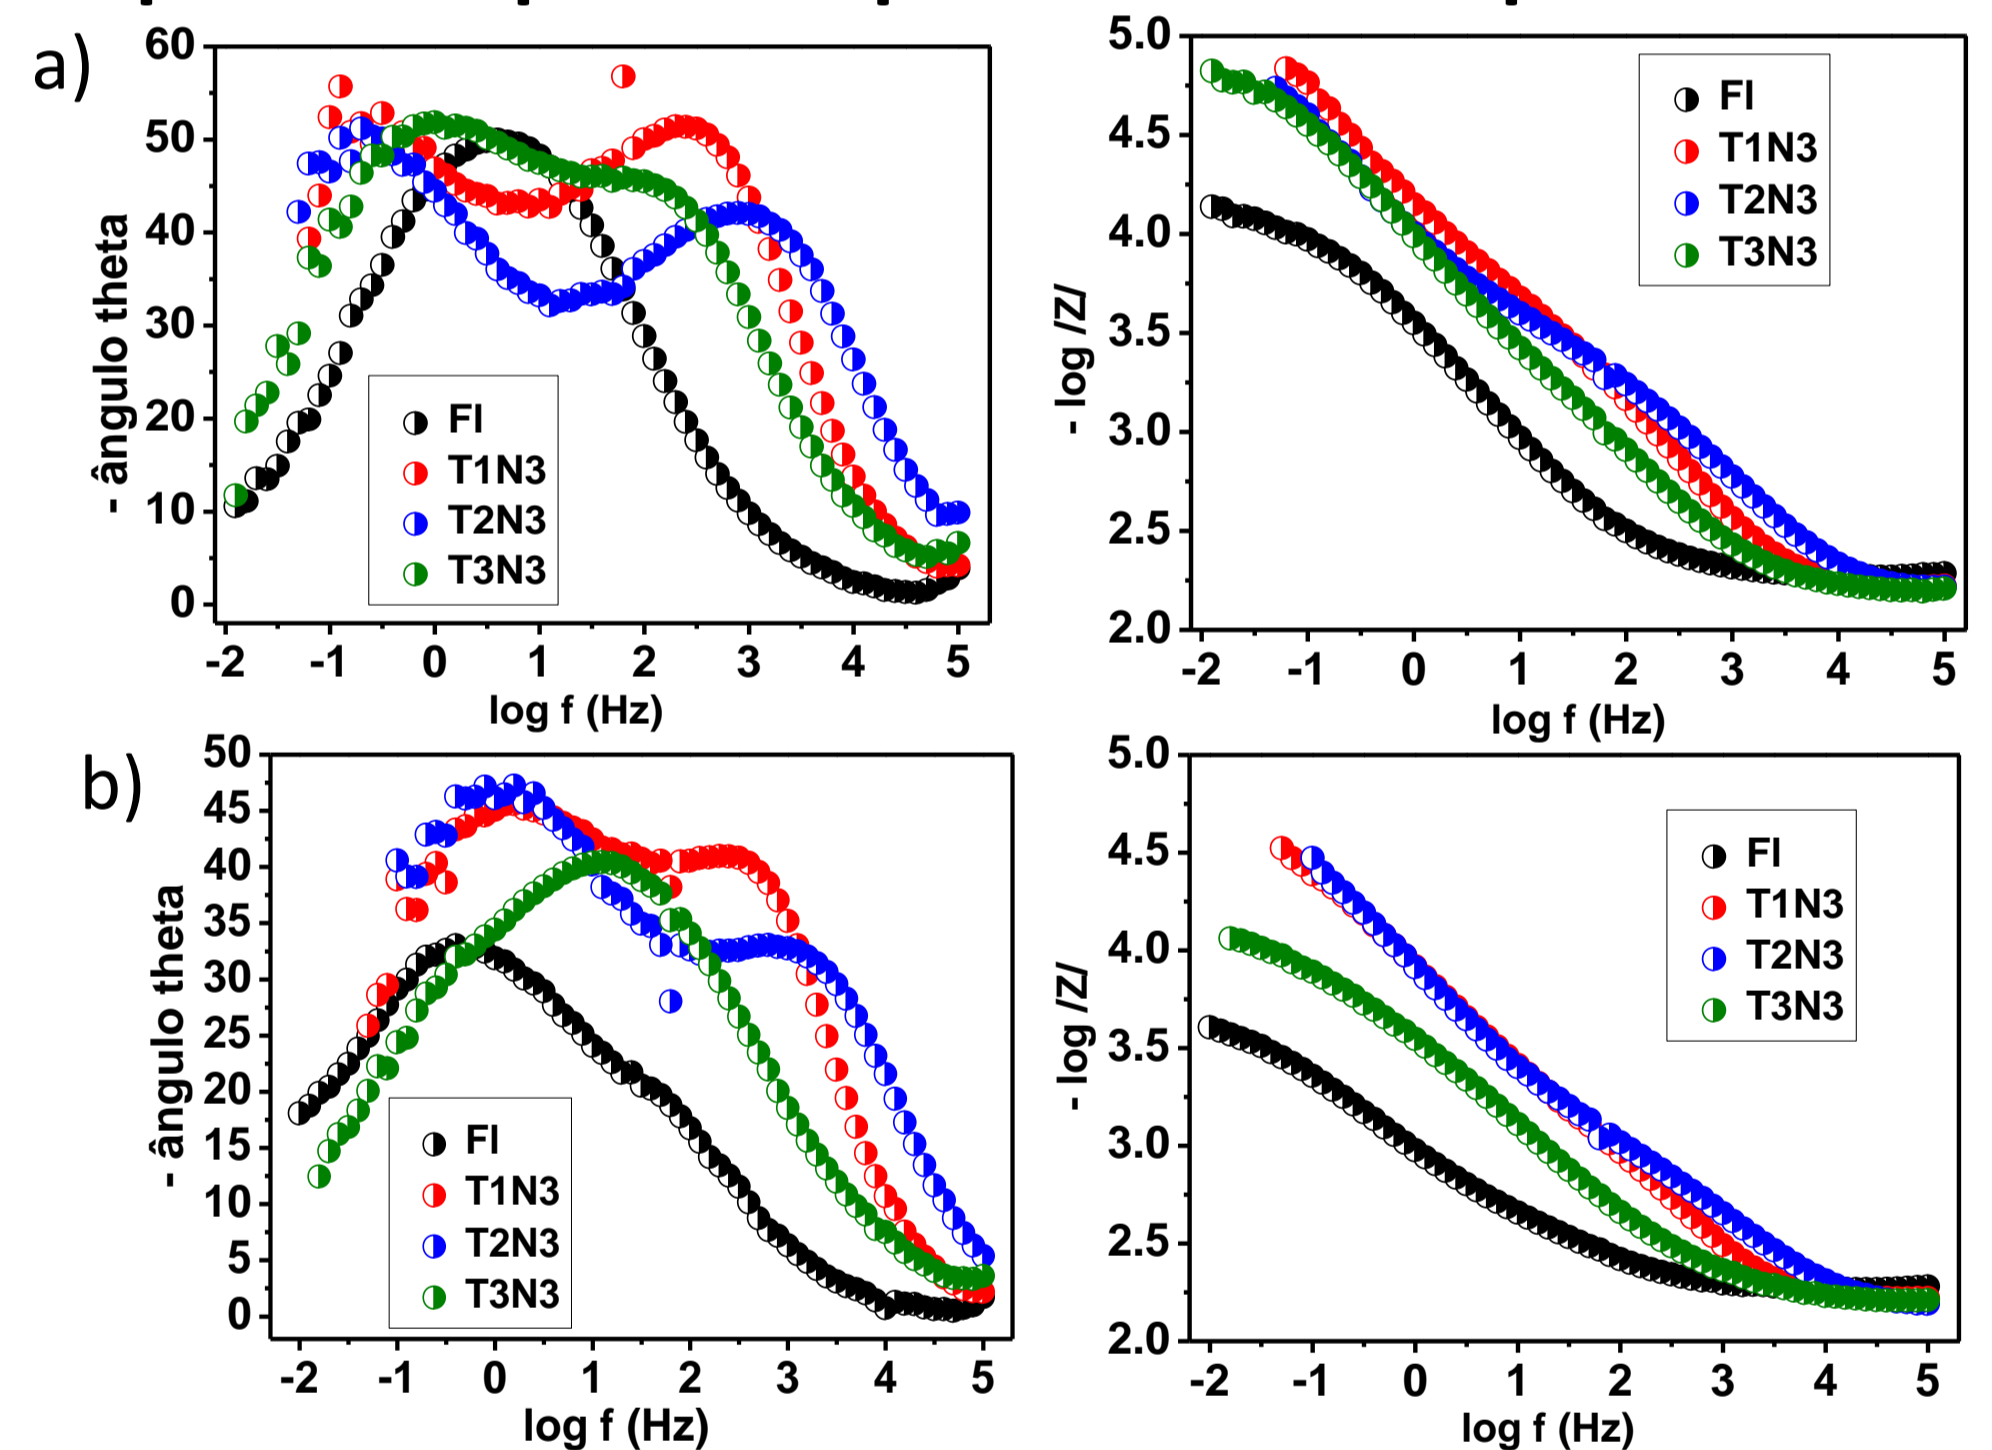 a)
60
50
40
30
20
10
0
- ângulo theta
FI
T1N3
T2N3
T3N3
-2 -1 0 1 2 3 4 5
log f (Hz)
5.0
4.5
4.0
3.5
3.0
2.5
2.0
- log /Z/
FI
T1N3
T2N3
T3N3
-2 -1 0 1 2 3 4 5
log f (Hz)
b)
50
45
40
35
30
25
20
15
10
5
0
- ângulo theta
FI
T1N3
T2N3
T3N3
-2 -1 0 1 2 3 4 5
log f (Hz)
5.0
4.5
4.0
3.5
3.0
2.5
2.0
- log /Z/
FI
T1N3
T2N3
T3N3
-2 -1 0 1 2 3 4 5
log f (Hz)